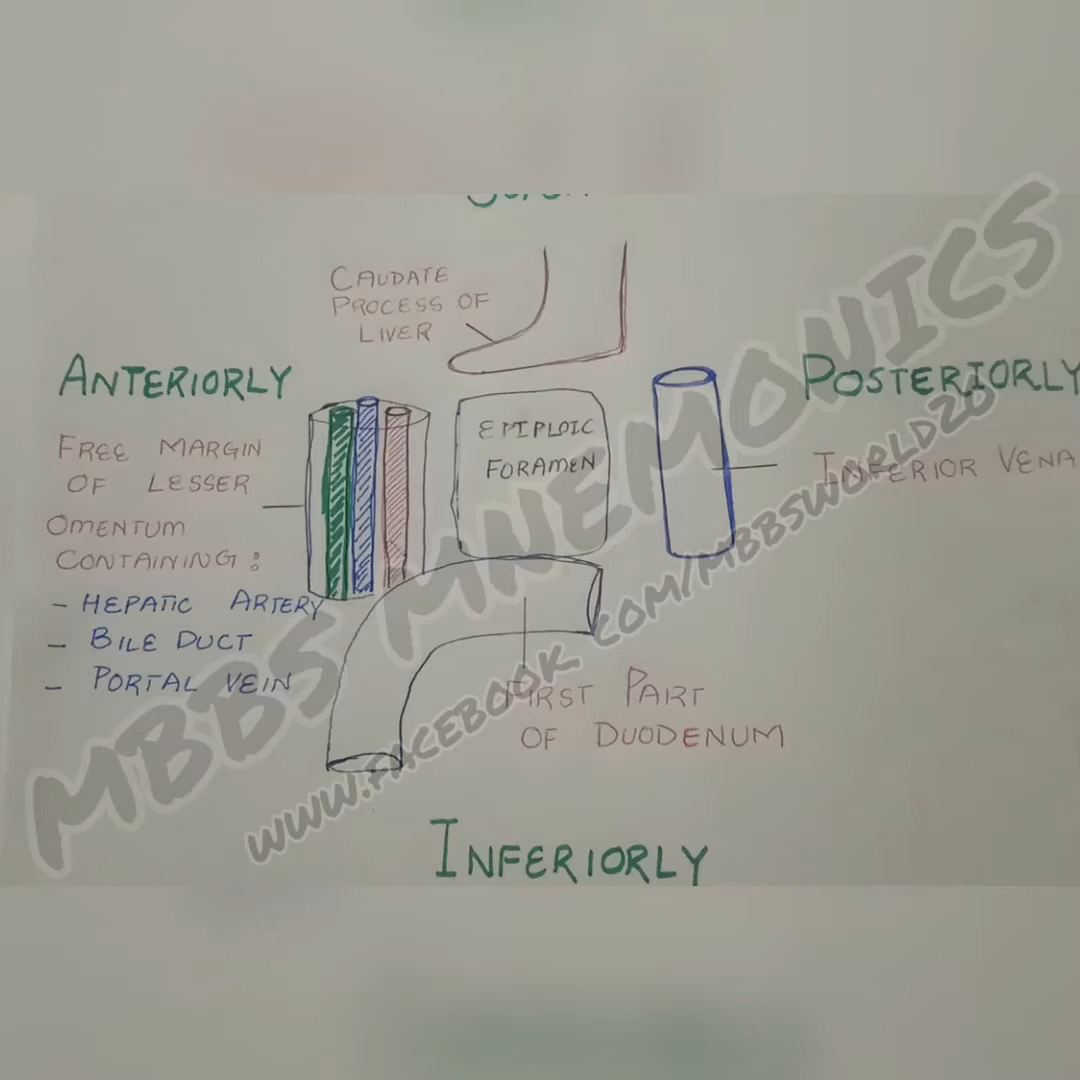 CAUDATE
PROCESS OF
LIVER
ANTERIORLY
POSTERIORLY
FREE MARGIN
OF LESSER
OMENTUM
CONTAINING:
- HEPATIC ARTERY
- BILE DUCT
- PORTAL VEIN
EPIPLOIC
FORAMEN
INFERIOR VENA
FIRST PART
OF DUODENUM
INFERIORLY
MBBS MNEMONICS
WWW.FACEBOOK.COM/MBBSWORLD20